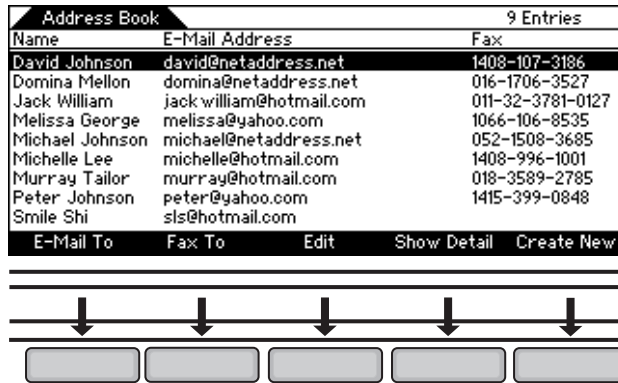 Address Book 9 Entries
Name E-Mail Address Fax
David Johnson david@netaddress.net 1408-107-3186
Domina Mellon domina@netaddress.net 016-1706-3527
Jack William jack william@hotmail.com 011-32-3781-0127
Melissa George melissa@yahoo.com 1066-106-8535
Michael Johnson michael@netaddress.net 052-1508-3685
Michelle Lee michelle@hotmail.com 1408-996-1001
Murray Tailor murray@hotmail.com 018-3589-2785
Peter Johnson peter@yahoo.com 1415-399-0848
Smile Shi sls@hotmail.com
E-Mail To Fax To Edit Show Detail Create New